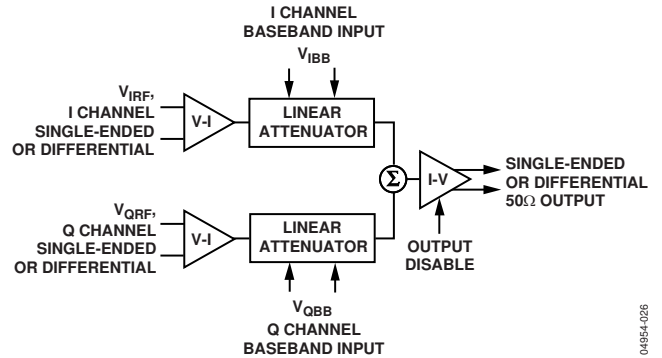 I CHANNEL
BASEBAND INPUT
VIBB
VIRF,
I CHANNEL
SINGLE-ENDED
OR DIFFERENTIAL
V-I
LINEAR
ATTENUATOR
Σ
I-V
SINGLE-ENDED
OR DIFFERENTIAL
50Ω OUTPUT
VQRF,
Q CHANNEL
SINGLE-ENDED
OR DIFFERENTIAL
V-I
LINEAR
ATTENUATOR
OUTPUT
DISABLE
VQBB
Q CHANNEL
BASEBAND INPUT
04954-026